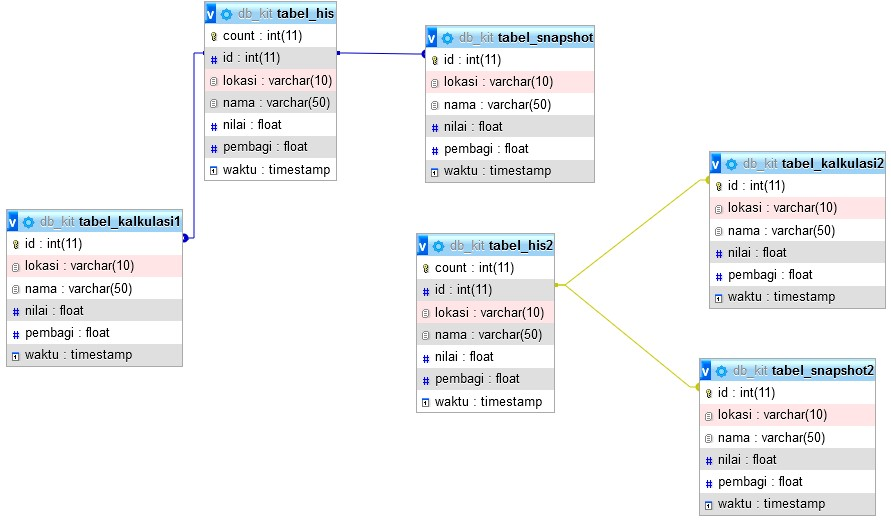 v db_kit tabel_his
count : int(11)
id : int(11)
lokasi : varchar(10)
nama : varchar(50)
nilai : float
pembagi : float
waktu : timestamp
v db_kit tabel_snapshot
id : int(11)
lokasi : varchar(10)
nama : varchar(50)
nilai : float
pembagi : float
waktu : timestamp
v db_kit tabel_kalkulasi1
id : int(11)
lokasi : varchar(10)
nama : varchar(50)
nilai : float
pembagi : float
waktu : timestamp
v db_kit tabel_his2
count : int(11)
id : int(11)
lokasi : varchar(10)
nama : varchar(50)
nilai : float
pembagi : float
waktu : timestamp
v db_kit tabel_kalkulasi2
id : int(11)
lokasi : varchar(10)
nama : varchar(50)
nilai : float
pembagi : float
waktu : timestamp
v db_kit tabel_snapshot2
id : int(11)
lokasi : varchar(10)
nama : varchar(50)
nilai : float
pembagi : float
waktu : timestamp